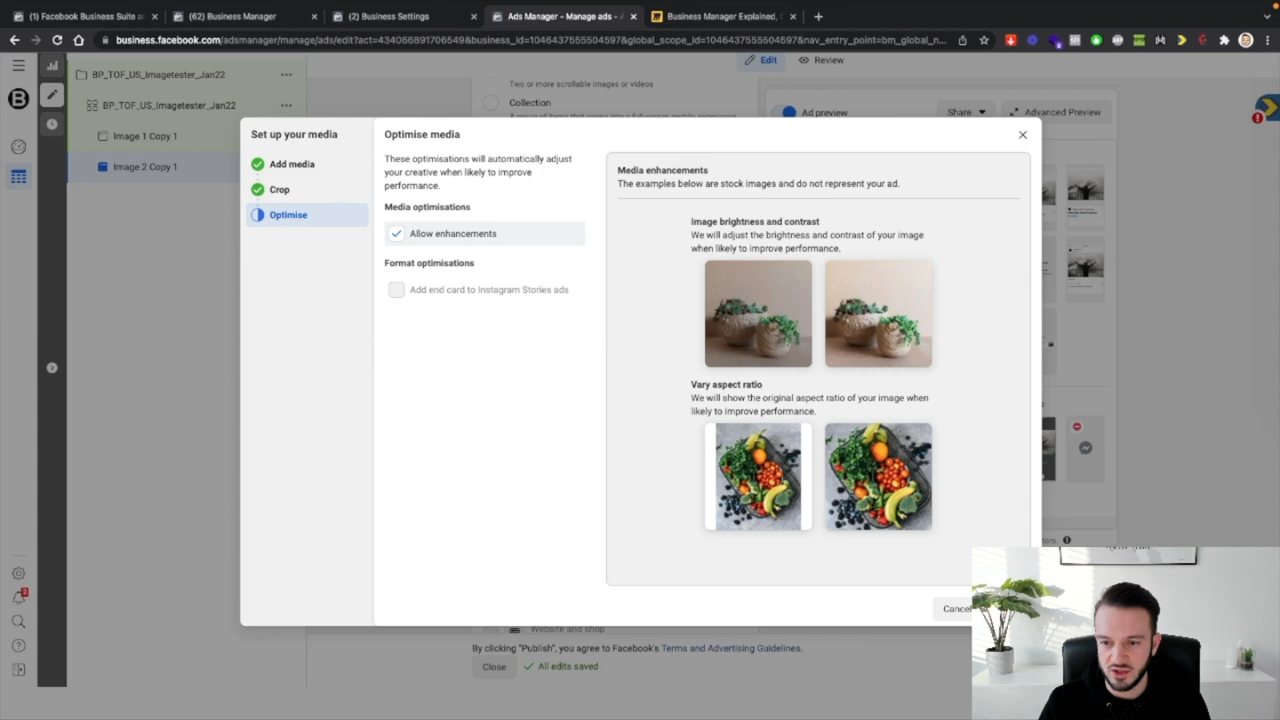 (1) Facebook Business Suite an
(62) Business Manager
(2) Business Settings
Ads Manager - Manage ads - A
Business Manager Explained,
business.facebook.com/adsmanager/manage/ads/edit?act=434066891706549&business_id=1046437555504597&global_scope_id=1046437555504597&nav_entry_point=bm_global_n...
BP_TOF_US_Imagetester_Jan22
BP_TOF_US_Imagetester_Jan22
Image 1 Copy 1
Image 2 Copy 1
Edit
Review
Two or more scrollable images or videos
Collection
Ad preview
Share
Advanced Preview
Set up your media
Add media
Crop
Optimise
Optimise media
These optimisations will automatically adjust
your creative when likely to improve
performance.
Media optimisations
Allow enhancements
Format optimisations
Add end card to Instagram Stories ads
Media enhancements
The examples below are stock images and do not represent your ad.
Image brightness and contrast
We will adjust the brightness and contrast of your image
when likely to improve performance.
Vary aspect ratio
We will show the original aspect ratio of your image when
likely to improve performance.
Cancel
Website and shop
By clicking "Publish", you agree to Facebook's Terms and Advertising Guidelines.
Close
All edits saved